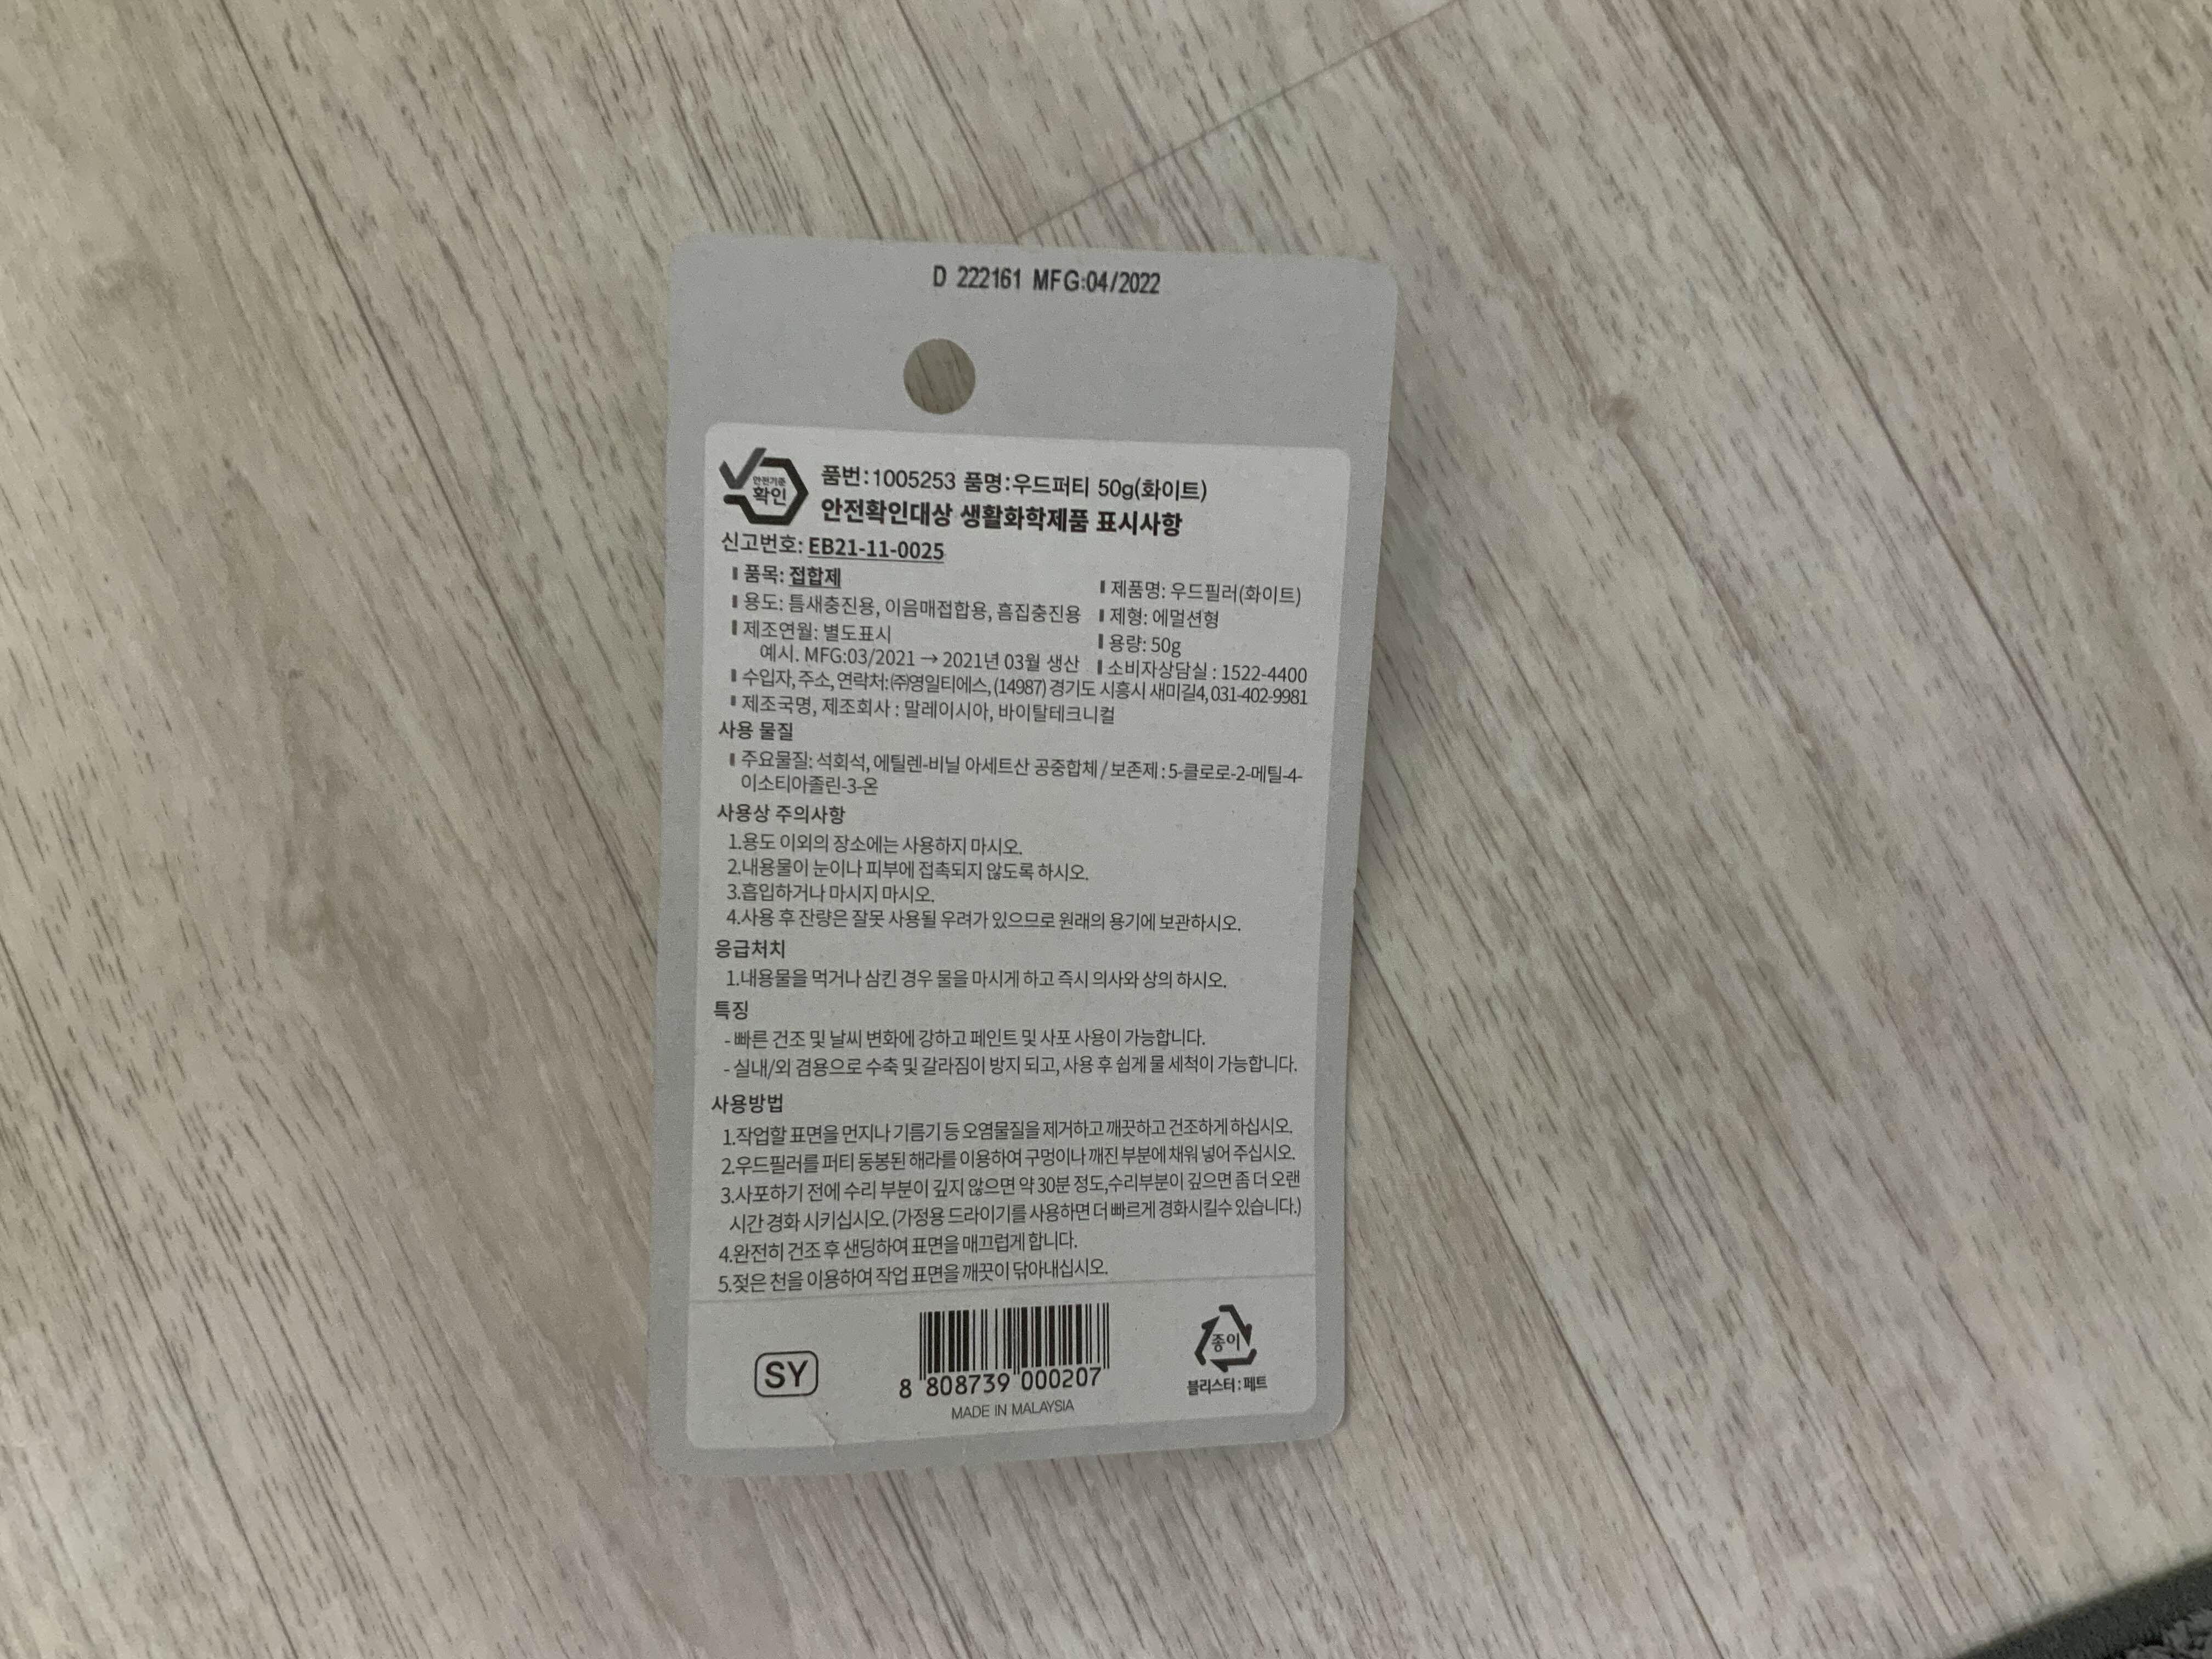 D 222161 MFG:04/2022
안전기준
확인
품번:1005253 품명:우드퍼티 50g(화이트)
안전확인대상 생활화학제품 표시사항
신고번호: EB21-11-0025
품목: 접합제
제품명: 우드필러(화이트)
용도: 틈새충진용, 이음매접합용, 흠집충진용
제형: 에멀션형
제조연월: 별도표시
용량: 50g
예시. MFG:03/2021 → 2021년 03월 생산
소비자상담실 : 1522-4400
수입자, 주소, 연락처:㈜영일티에스, (14987) 경기도 시흥시 새미길4, 031-402-9981
제조국명, 제조회사 : 말레이시아, 바이탈테크니컬
사용 물질
주요물질: 석회석, 에틸렌-비닐 아세트산 공중합체 / 보존제 : 5-클로로-2-메틸-4-
이소티아졸린-3-온
사용상 주의사항
1.용도 이외의 장소에는 사용하지 마시오.
2.내용물이 눈이나 피부에 접촉되지 않도록 하시오.
3.흡입하거나 마시지 마시오.
4.사용 후 잔량은 잘못 사용될 우려가 있으므로 원래의 용기에 보관하시오.
응급처치
1.내용물을 먹거나 삼킨 경우 물을 마시게 하고 즉시 의사와 상의 하시오.
특징
- 빠른 건조 및 날씨 변화에 강하고 페인트 및 사포 사용이 가능합니다.
- 실내/외 겸용으로 수축 및 갈라짐이 방지 되고, 사용 후 쉽게 물 세척이 가능합니다.
사용방법
1.작업할 표면을 먼지나 기름기 등 오염물질을 제거하고 깨끗하고 건조하게 하십시오.
2.우드필러를 퍼티 동봉된 해라를 이용하여 구멍이나 깨진 부분에 채워 넣어 주십시오.
3.사포하기 전에 수리 부분이 깊지 않으면 약 30분 정도,수리부분이 깊으면 좀 더 오랜
시간 경화 시키십시오. (가정용 드라이기를 사용하면 더 빠르게 경화시킬수 있습니다.)
4.완전히 건조 후 샌딩하여 표면을 매끄럽게 합니다.
5.젖은 천을 이용하여 작업 표면을 깨끗이 닦아내십시오.
SY
8 808739 000207
MADE IN MALAYSIA
종이
블리스터 : 페트